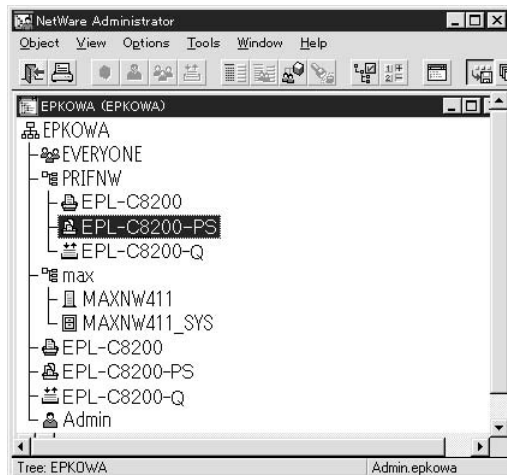 NetWare Administrator
Object View Options Tools Window Help
EPKOWA (EPKOWA)
EPKOWA
EVERYONE
PRIFNW
EPL-C8200
EPL-C8200-PS
EPL-C8200-Q
max
MAXNW411
MAXNW411_SYS
EPL-C8200
EPL-C8200-PS
EPL-C8200-Q
Admin
Tree: EPKOWA Admin.epkowa